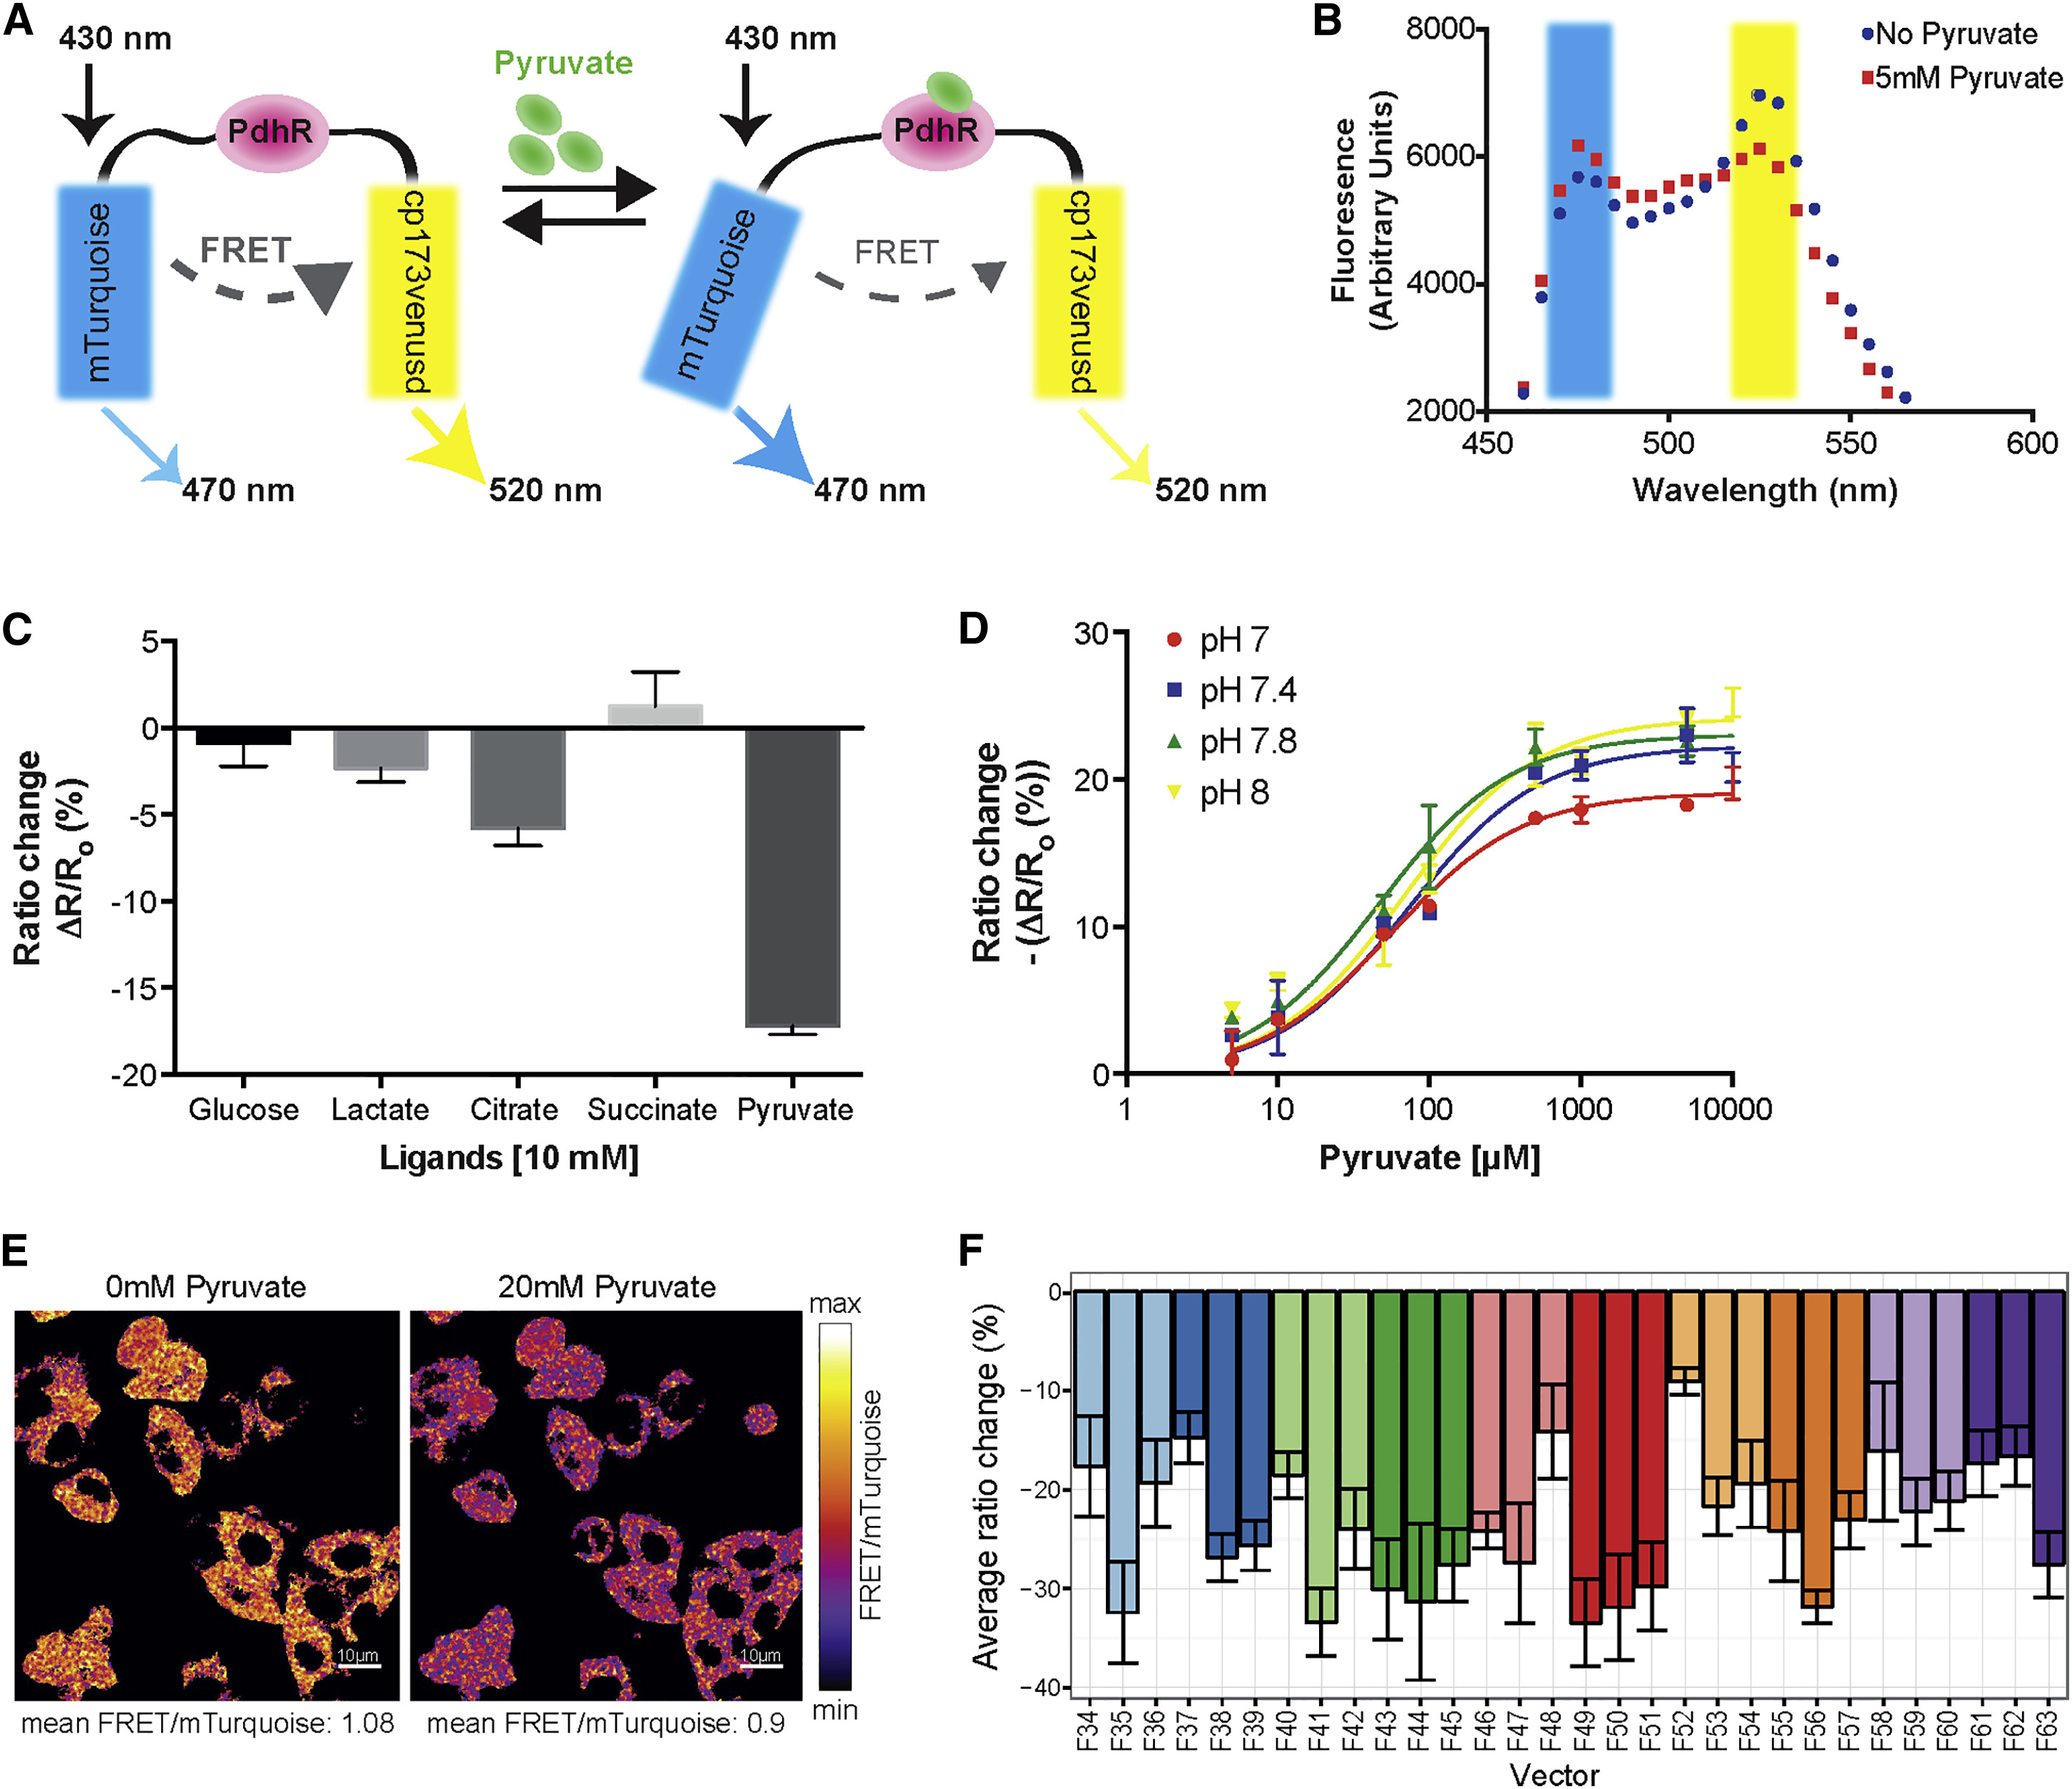 A
430 nm
430 nm
Pyruvate
PdhR
PdhR
mTurquoise
FRET
cp173venusd
mTurquoise
FRET
cp173venusd
470 nm
520 nm
470 nm
520 nm
B
No Pyruvate
5mM Pyruvate
Fluorescence
(Arbitrary Units)
8000
6000
4000
2000
450
500
550
600
Wavelength (nm)
C
Ratio change
ΔR/Ro (%)
5
0
-5
-10
-15
-20
Glucose
Lactate
Citrate
Succinate
Pyruvate
Ligands [10 mM]
D
pH 7
pH 7.4
pH 7.8
pH 8
Ratio change
- (ΔR/Ro (%))
30
20
10
0
1
10
100
1000
10000
Pyruvate [µM]
E
0mM Pyruvate
20mM Pyruvate
10µm
10µm
max
FRET/mTurquoise
min
mean FRET/mTurquoise: 1.08
mean FRET/mTurquoise: 0.9
F
Average ratio change (%)
0
−10
−20
−30
−40
F34
F35
F36
F37
F38
F39
F40
F41
F42
F43
F44
F45
F46
F47
F48
F49
F50
F51
F52
F53
F54
F55
F56
F57
F58
F59
F60
F61
F62
F63
Vector